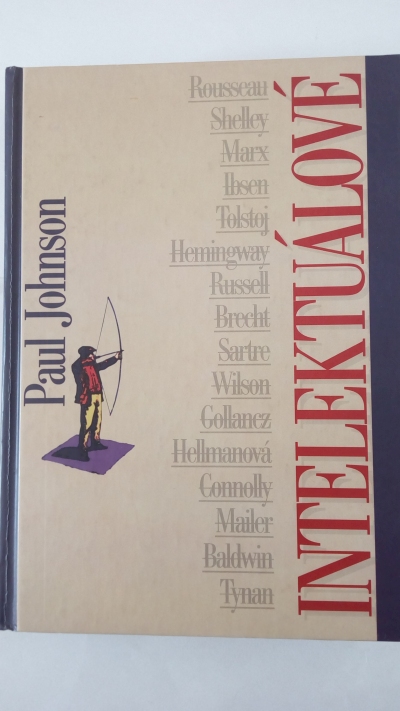 Paul Johnson
Rousseau
Shelley
Marx
Ibsen
Tolstoj
Hemingway
Russell
Brecht
Sartre
Wilson
Gollancz
Hellmanová
Connolly
Mailer
Baldwin
Tynan
INTELEKTUÁLOVÉ